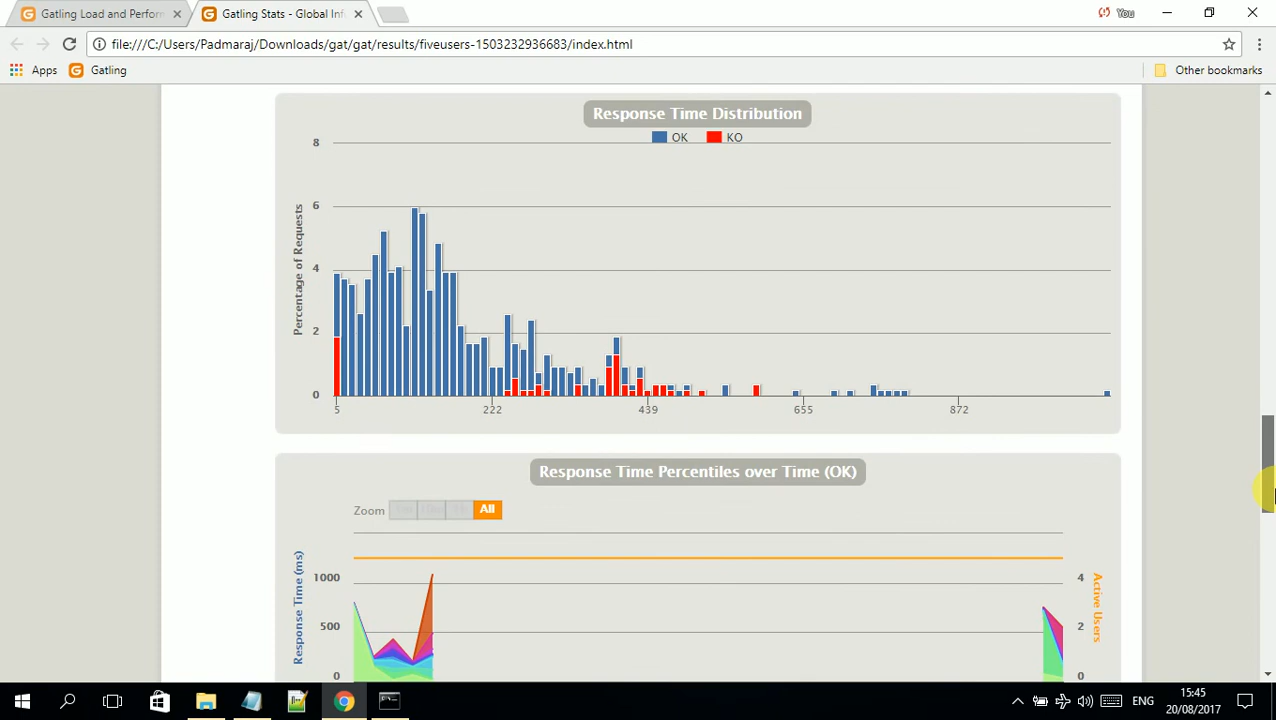 Gatling Load and Perform
Gatling Stats - Global Inf
You
file:///C:/Users/Padmaraj/Downloads/gat/gat/results/fiveusers-1503232936683/index.html
Apps
Gatling
Other bookmarks
Response Time Distribution
OK
KO
8
6
4
2
0
Percentage of Requests
5
222
439
655
872
Response Time Percentiles over Time (OK)
Zoom
All
Response Time (ms)
1000
500
0
4
2
0
Active Users
ENG
15:45
20/08/2017